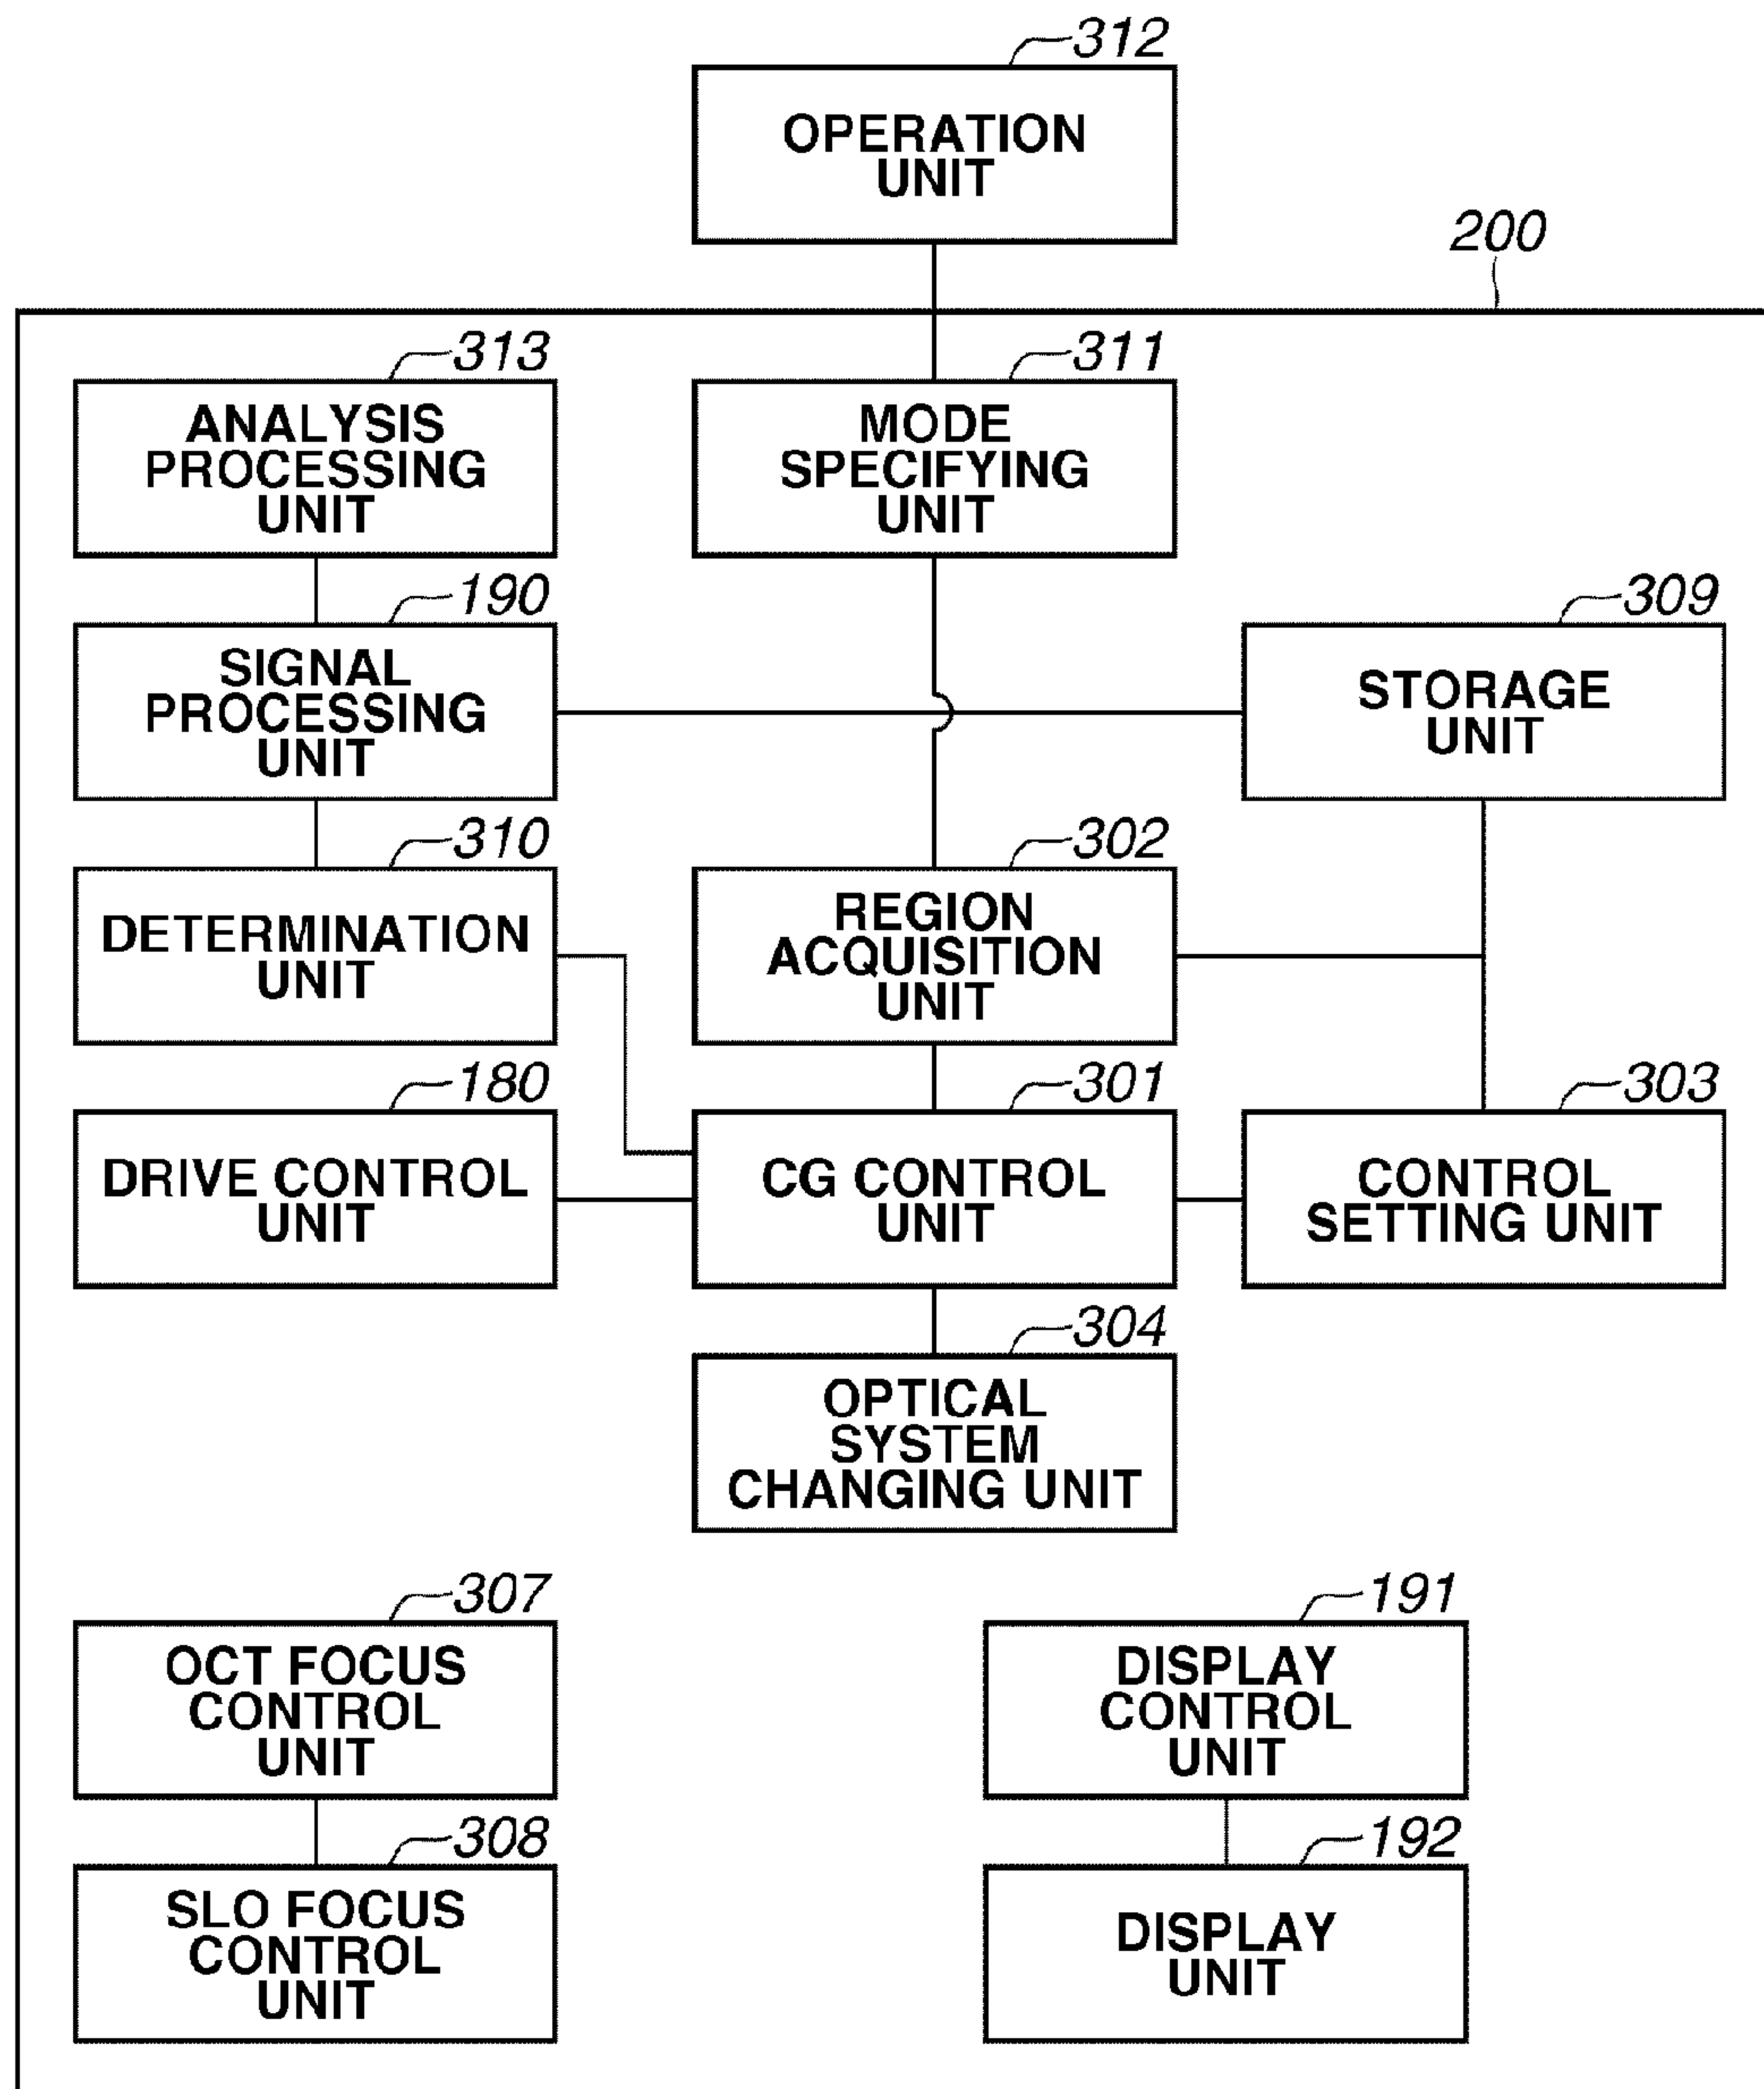 312
OPERATION
UNIT
200
313
ANALYSIS
PROCESSING
UNIT
311
MODE
SPECIFYING
UNIT
190
SIGNAL
PROCESSING
UNIT
309
STORAGE
UNIT
310
DETERMINATION
UNIT
302
REGION
ACQUISITION
UNIT
180
DRIVE CONTROL
UNIT
301
CG CONTROL
UNIT
303
CONTROL
SETTING UNIT
304
OPTICAL
SYSTEM
CHANGING UNIT
307
OCT FOCUS
CONTROL
UNIT
191
DISPLAY
CONTROL
UNIT
308
SLO FOCUS
CONTROL
UNIT
192
DISPLAY
UNIT